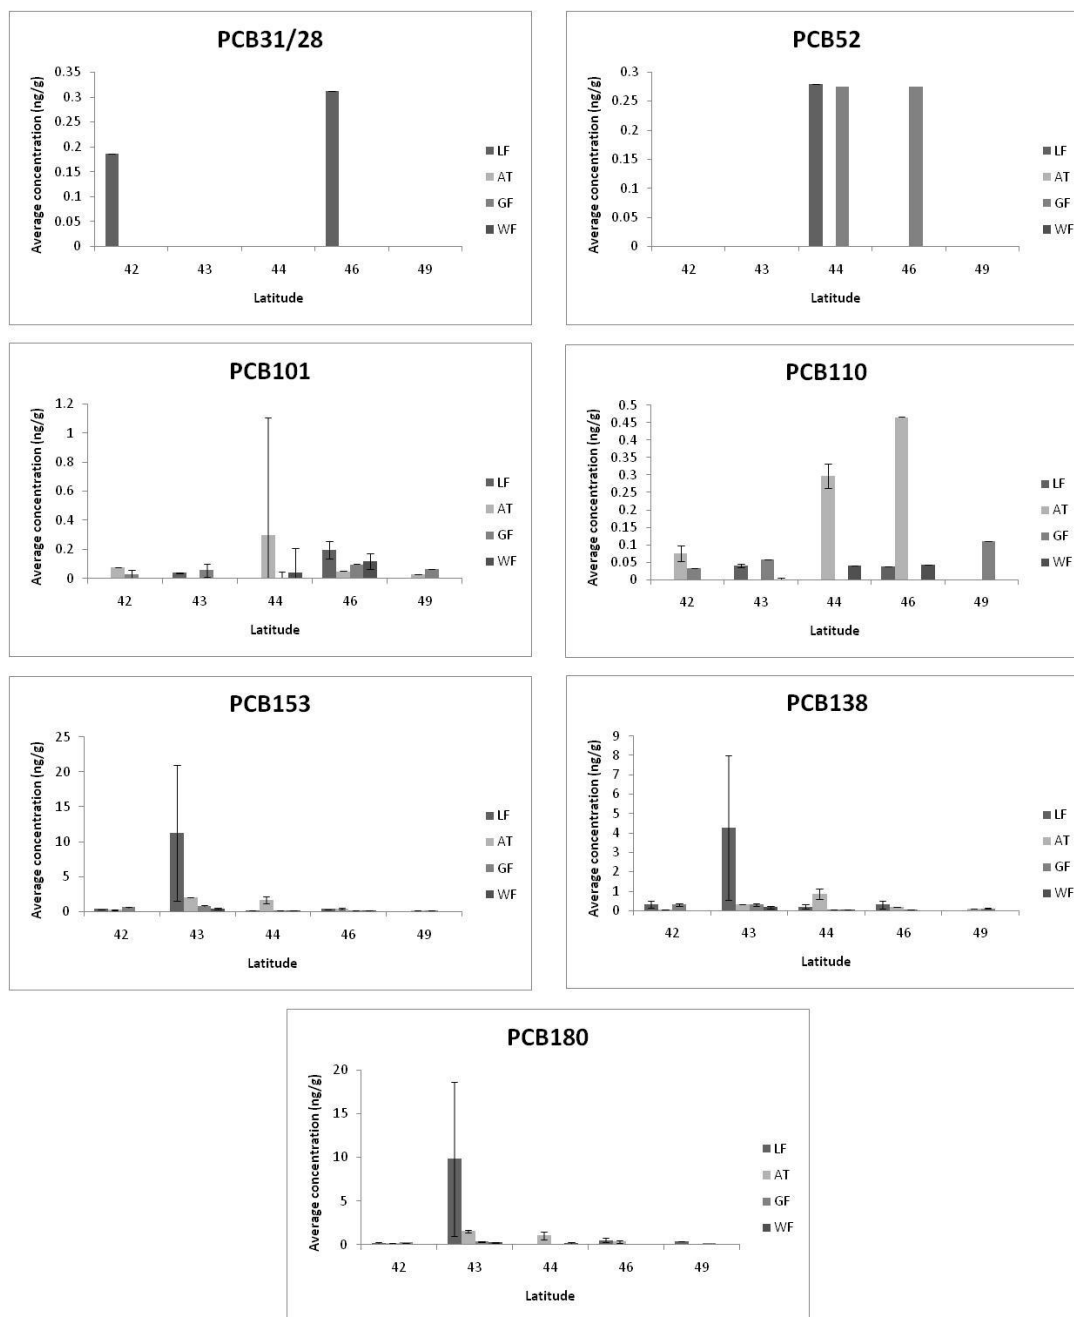 PCB31/28
Average concentration (ng/g)
0.35
0.3
0.25
0.2
0.15
0.1
0.05
0
42 43 44 46 49
Latitude
LF
AT
GF
WF
PCB52
Average concentration (ng/g)
0.3
0.25
0.2
0.15
0.1
0.05
0
42 43 44 46 49
Latitude
LF
AT
GF
WF
PCB101
Average concentration (ng/g)
1.2
1
0.8
0.6
0.4
0.2
0
42 43 44 46 49
Latitude
LF
AT
GF
WF
PCB110
Average concentration (ng/g)
0.5
0.45
0.4
0.35
0.3
0.25
0.2
0.15
0.1
0.05
0
42 43 44 46 49
Latitude
LF
AT
GF
WF
PCB153
Average concentration (ng/g)
25
20
15
10
5
0
42 43 44 46 49
Latitude
LF
AT
GF
WF
PCB138
Average concentration (ng/g)
9
8
7
6
5
4
3
2
1
0
42 43 44 46 49
Latitude
LF
AT
GF
WF
PCB180
Average concentration (ng/g)
20
15
10
5
0
42 43 44 46 49
Latitude
LF
AT
GF
WF